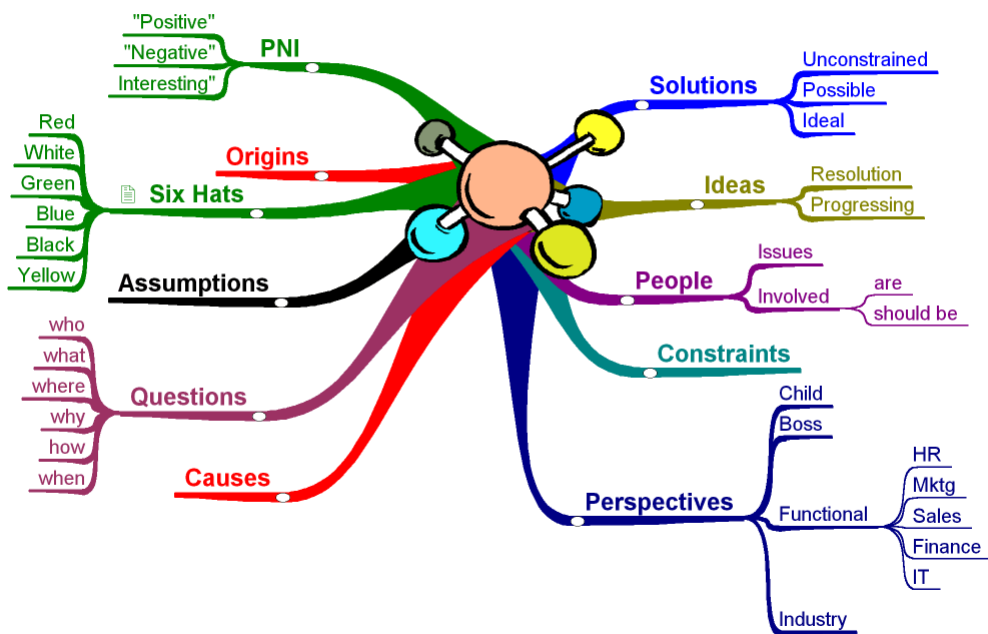 "Positive"
"Negative"
Interesting"
PNI
Origins
Red
White
Green
Blue
Black
Yellow
Six Hats
Assumptions
who
what
where
why
how
when
Questions
Causes
Solutions
Unconstrained
Possible
Ideal
Ideas
Resolution
Progressing
People
Issues
Involved
are
should be
Constraints
Perspectives
Child
Boss
Functional
HR
Mktg
Sales
Finance
IT
Industry